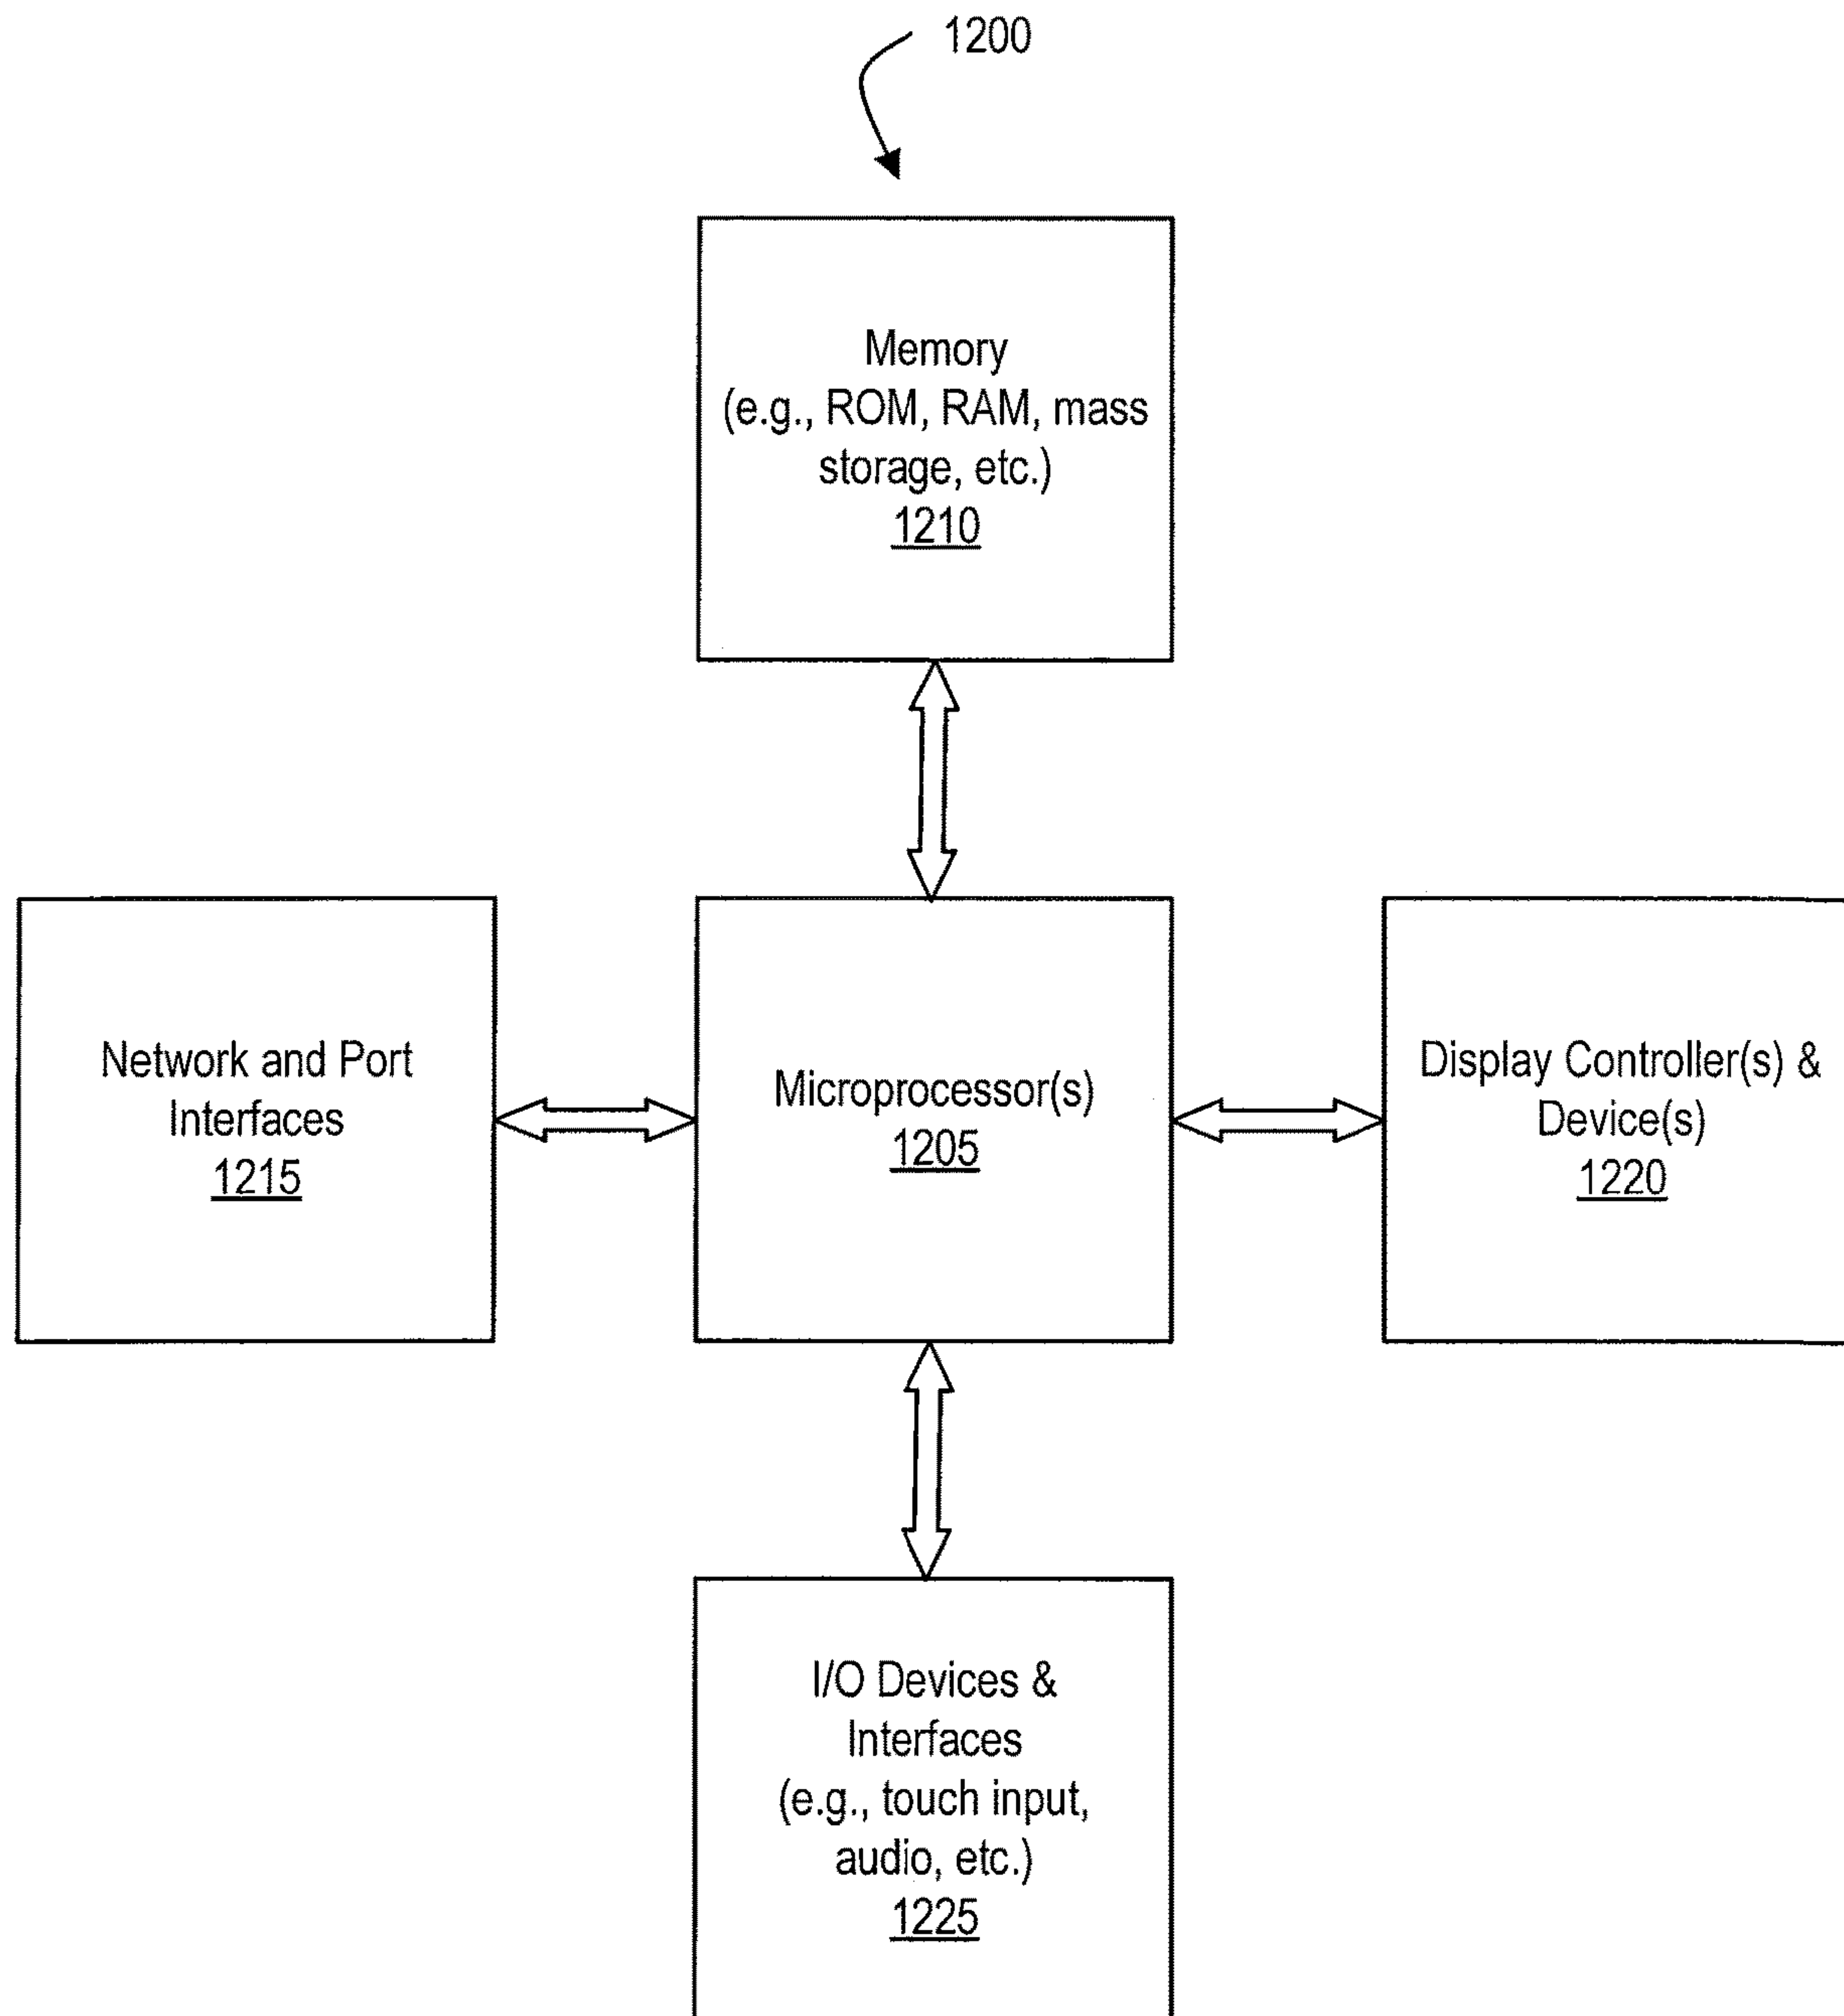 1200
Memory
(e.g., ROM, RAM, mass
storage, etc.)
1210
Network and Port
Interfaces
1215
Microprocessor(s)
1205
Display Controller(s) &
Device(s)
1220
I/O Devices &
Interfaces
(e.g., touch input,
audio, etc.)
1225